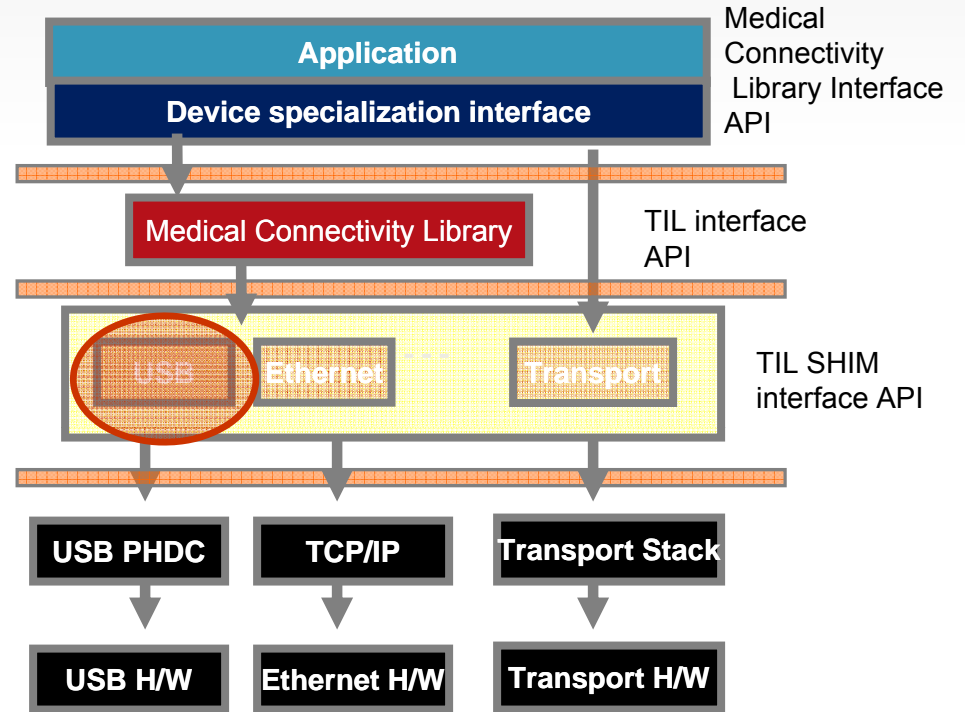 Medical
Connectivity
Library Interface
API
Application
Device specialization interface
Medical Connectivity Library
TIL interface
API
USB
Ethernet
Transport
TIL SHIM
interface API
USB PHDC
TCP/IP
Transport Stack
USB H/W
Ethernet H/W
Transport H/W